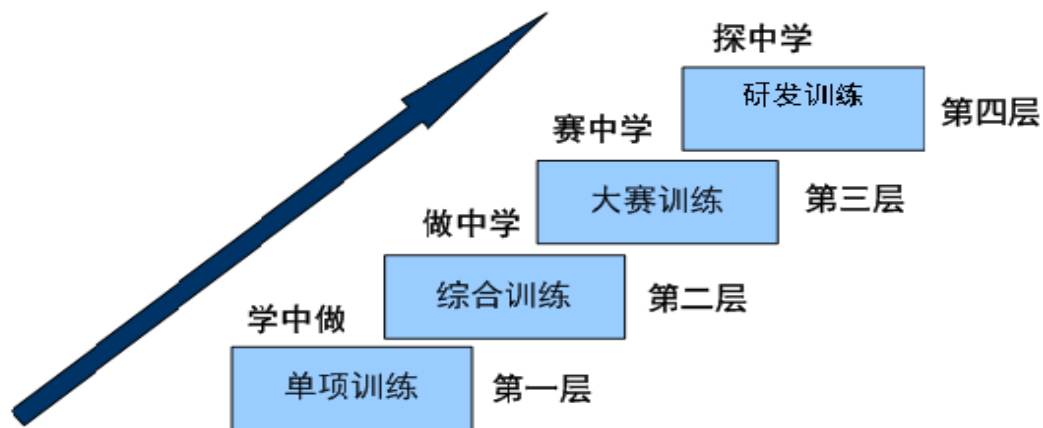 探中学
研发训练
第四层
赛中学
大赛训练
第三层
做中学
综合训练
第二层
学中做
单项训练
第一层